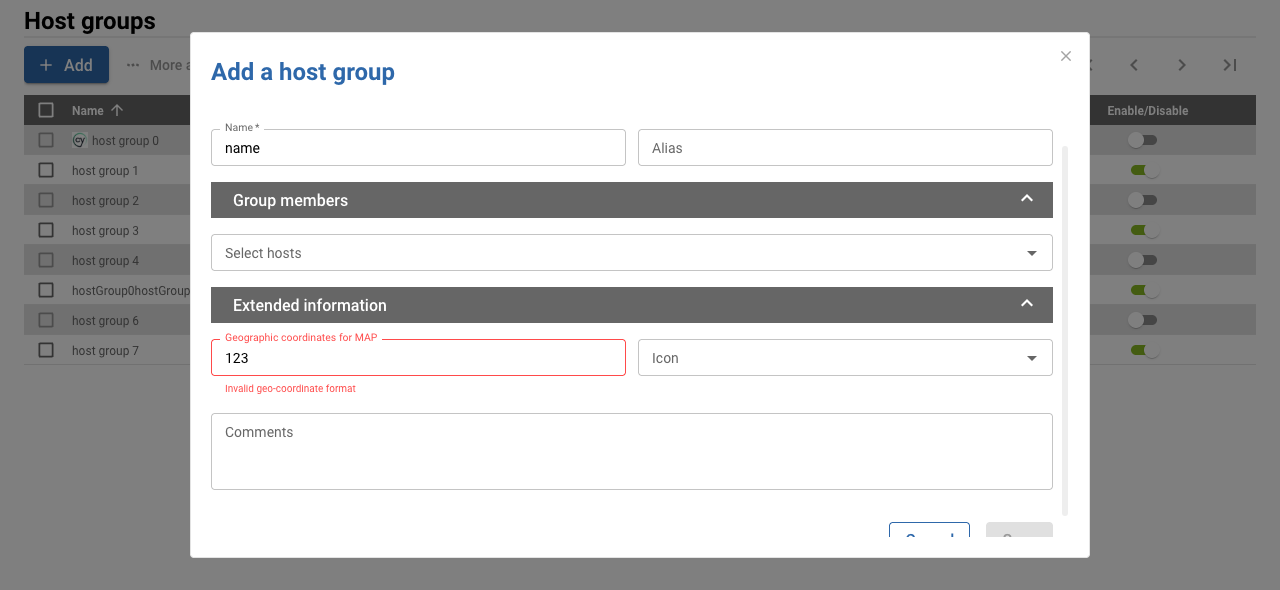 Host groups
Add
More a
Add a host group
Name
Enable/Disable
host group 0
host group 1
host group 2
host group 3
host group 4
hostGroup0hostGroup
host group 6
host group 7
Name *
name
Alias
Group members
Select hosts
Extended information
Geographic coordinates for MAP
123
Icon
Invalid geo-coordinate format
Comments